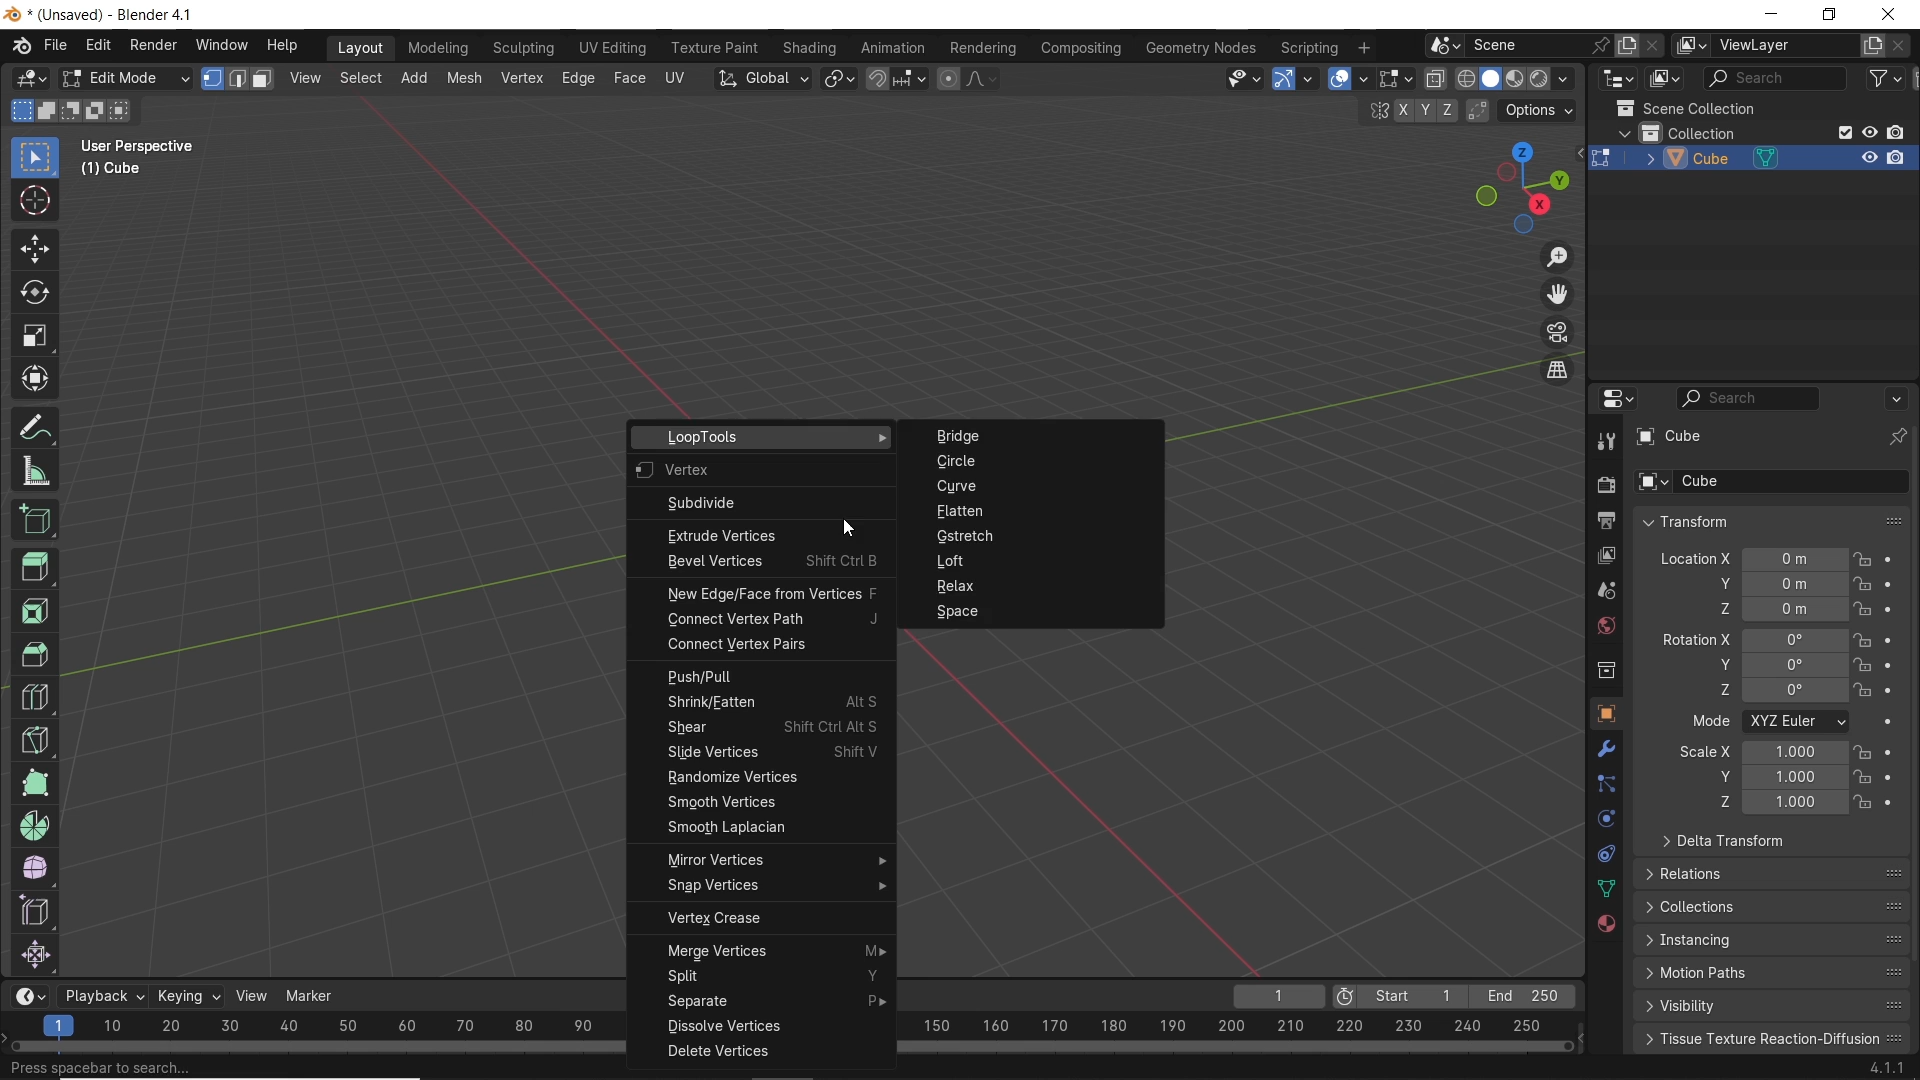 * (Unsaved) - Blender 4.1
File Edit Render Window Help Layout Modeling Sculpting UV Editing Texture Paint Shading Animation Rendering Compositing Geometry Nodes Scripting + Scene ViewLayer
Edit Mode View Select Add Mesh Vertex Edge Face UV Global Search
X Y Z Options
Scene Collection
Collection
Cube
User Perspective
(1) Cube
Z
Y
X
Search
Cube
Cube
Transform
Location X 0 m
Y 0 m
Z 0 m
Rotation X 0°
Y 0°
Z 0°
Mode XYZ Euler
Scale X 1.000
Y 1.000
Z 1.000
Delta Transform
Relations
Collections
Instancing
Motion Paths
Visibility
Tissue Texture Reaction-Diffusion
LoopTools
Vertex
Subdivide
Extrude Vertices
Bevel Vertices Shift Ctrl B
New Edge/Face from Vertices F
Connect Vertex Path J
Connect Vertex Pairs
Push/Pull
Shrink/Fatten Alt S
Shear Shift Ctrl Alt S
Slide Vertices Shift V
Randomize Vertices
Smooth Vertices
Smooth Laplacian
Mirror Vertices
Snap Vertices
Vertex Crease
Merge Vertices M
Split Y
Separate P
Dissolve Vertices
Delete Vertices
Bridge
Circle
Curve
Flatten
Gstretch
Loft
Relax
Space
Playback Keying View Marker 1 Start 1 End 250
1 10 20 30 40 50 60 70 80 90 150 160 170 180 190 200 210 220 230 240 250
Press spacebar to search... 4.1.1